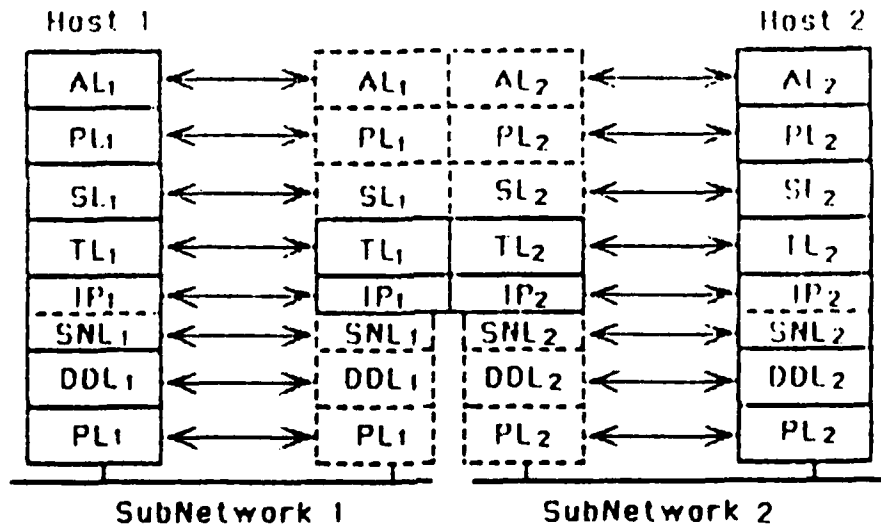 Host 1 Host 2
AL₁ AL₁ AL₂ AL₂
PL₁ PL₁ PL₂ PL₂
SL₁ SL₁ SL₂ SL₂
TL₁ TL₁ TL₂ TL₂
IP₁ IP₁ IP₂ IP₂
SNL₁ SNL₁ SNL₂ SNL₂
DDL₁ DDL₁ DDL₂ DDL₂
PL₁ PL₁ PL₂ PL₂
SubNetwork 1 SubNetwork 2